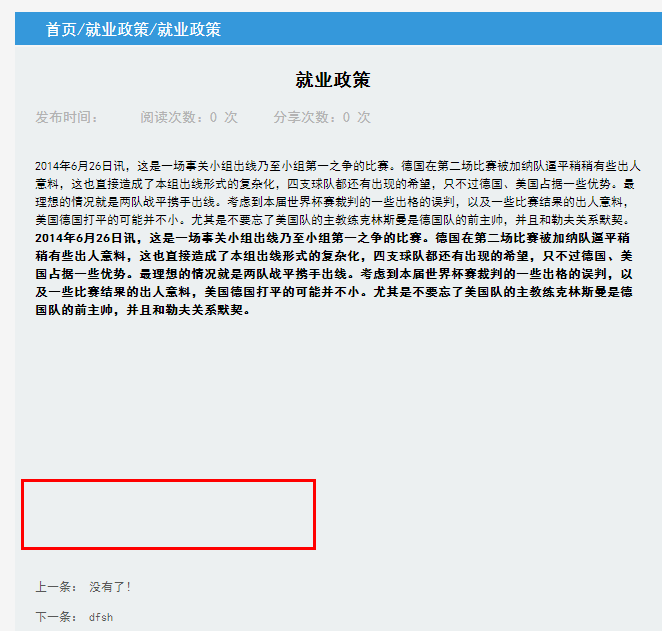 首页/就业政策/就业政策
就业政策
发布时间： 阅读次数：0 次 分享次数：0 次
2014年6月26日讯，这是一场事关小组出线乃至小组第一之争的比赛。德国在第二场比赛被加纳队逼平稍稍有些出人
意料，这也直接造成了本组出线形式的复杂化，四支球队都还有出现的希望，只不过德国、美国占据一些优势。最
理想的情况就是两队战平携手出线。考虑到本届世界杯赛裁判的一些出格的误判，以及一些比赛结果的出人意料，
美国德国打平的可能并不小。尤其是不要忘了美国队的主教练克林斯曼是德国队的前主帅，并且和勒夫关系默契。
2014年6月26日讯，这是一场事关小组出线乃至小组第一之争的比赛。德国在第二场比赛被加纳队逼平稍
稍有些出人意料，这也直接造成了本组出线形式的复杂化，四支球队都还有出现的希望，只不过德国、美
国占据一些优势。最理想的情况就是两队战平携手出线。考虑到本届世界杯赛裁判的一些出格的误判，以
及一些比赛结果的出人意料，美国德国打平的可能并不小。尤其是不要忘了美国队的主教练克林斯曼是德
国队的前主帅，并且和勒夫关系默契。
上一条： 没有了！
下一条： dfsh